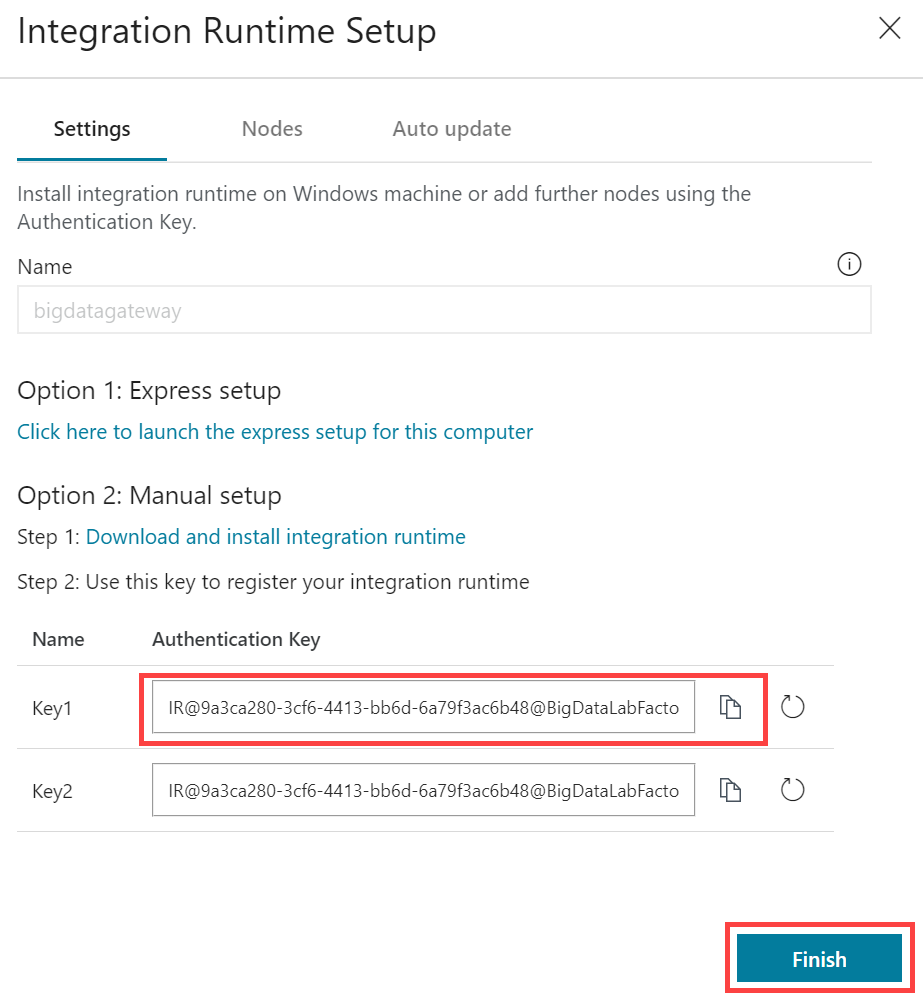 Integration Runtime Setup
Settings Nodes Auto update
Install integration runtime on Windows machine or add further nodes using the
Authentication Key.
Name
bigdatagateway
Option 1: Express setup
Click here to launch the express setup for this computer
Option 2: Manual setup
Step 1: Download and install integration runtime
Step 2: Use this key to register your integration runtime
Name Authentication Key
Key1 IR@9a3ca280-3cf6-4413-bb6d-6a79f3ac6b48@BigDataLabFacto
Key2 IR@9a3ca280-3cf6-4413-bb6d-6a79f3ac6b48@BigDataLabFacto
Finish